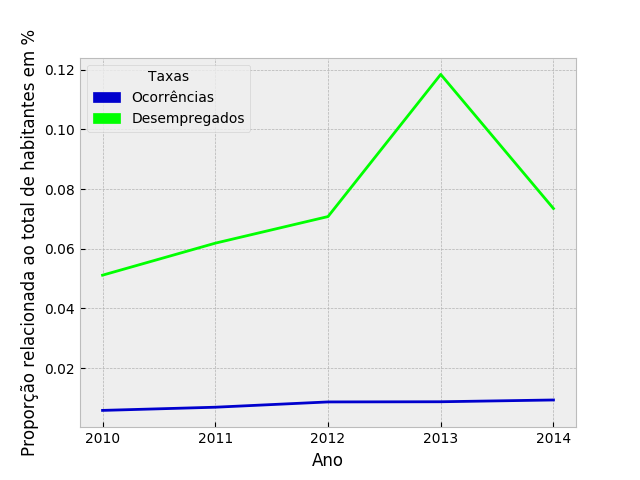 Proporção relacionada ao total de habitantes em %
0.12
0.10
0.08
0.06
0.04
0.02
Taxas
Ocorrências
Desempregados
2010 2011 2012 2013 2014
Ano